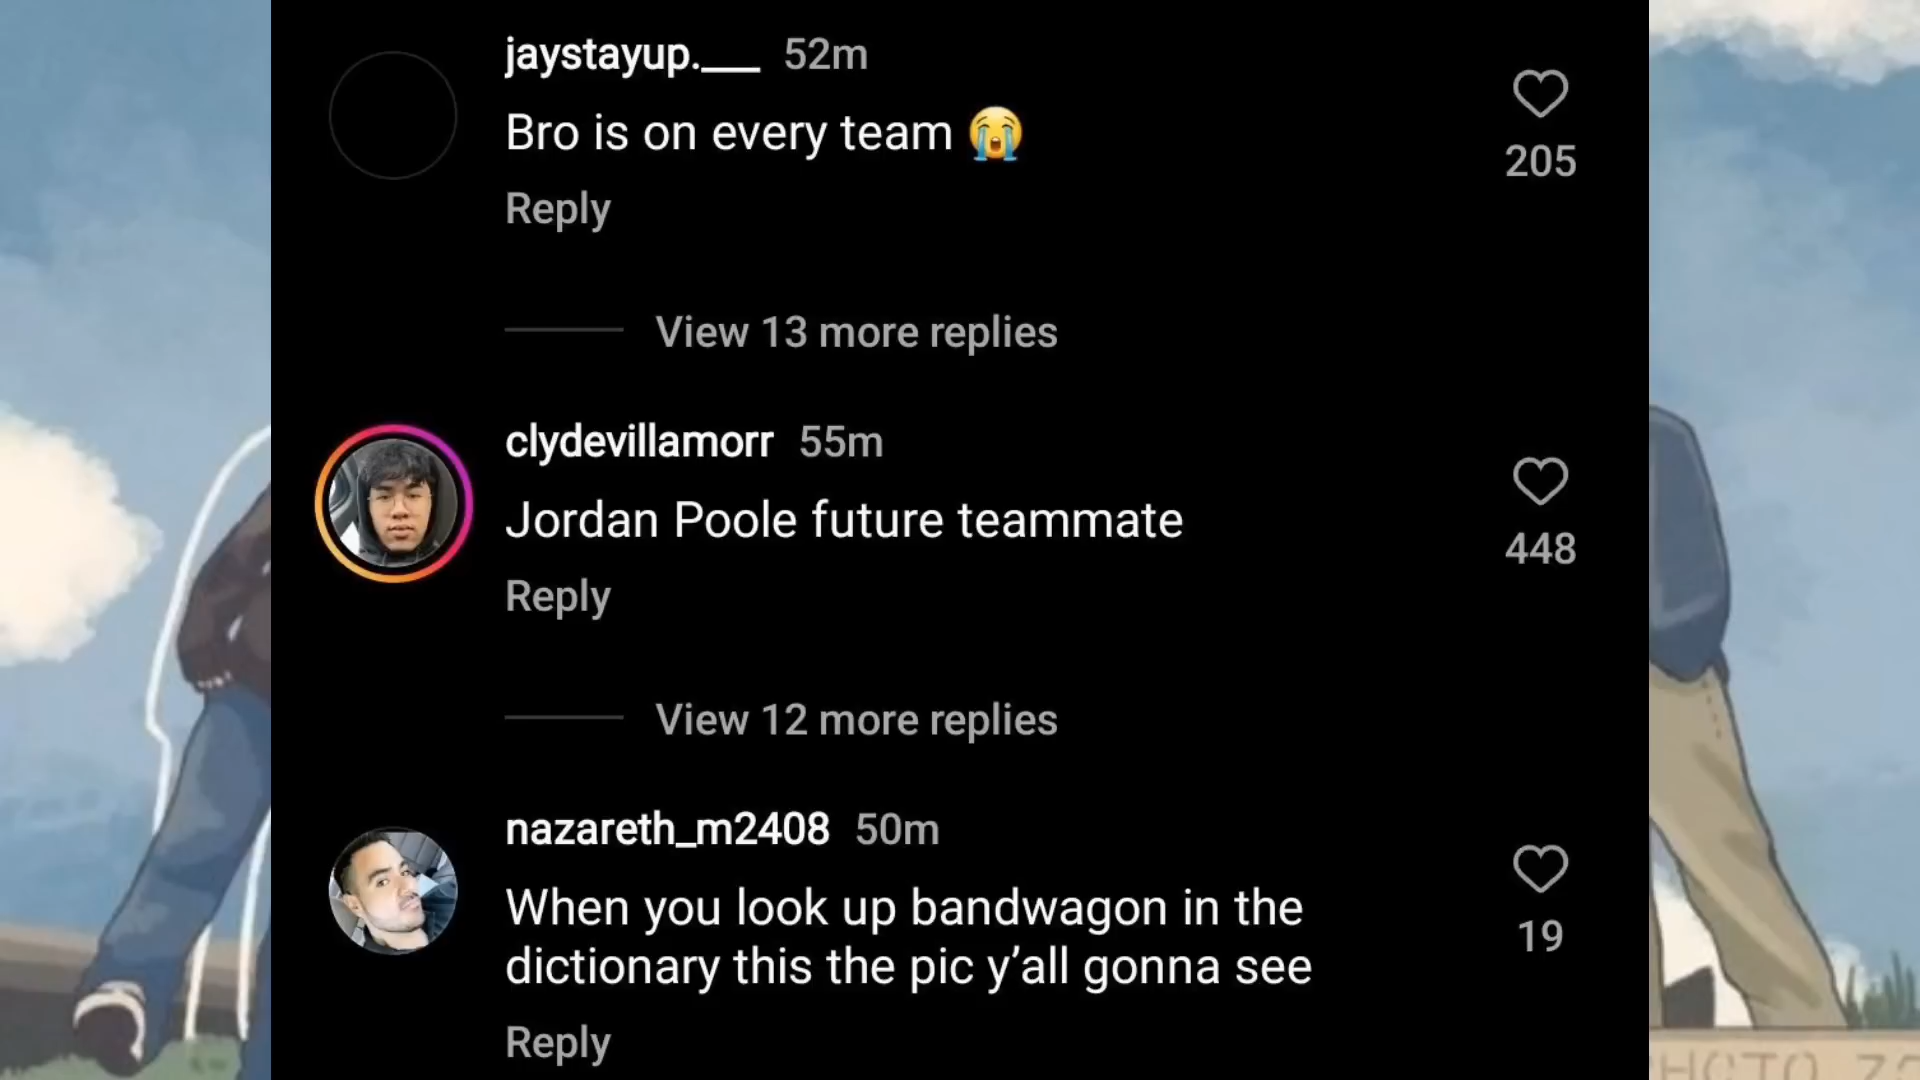 jaystayup.___ 52m
Bro is on every team 😭
205
Reply
View 13 more replies
clydevillamorr 55m
Jordan Poole future teammate
448
Reply
View 12 more replies
nazareth_m2408 50m
When you look up bandwagon in the
dictionary this the pic y’all gonna see
19
Reply